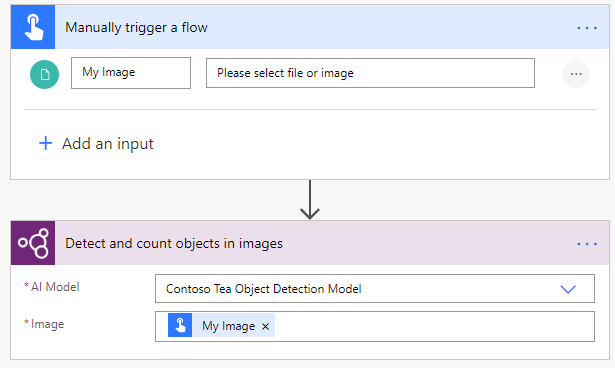 Manually trigger a flow
My Image
Please select file or image
Add an input
Detect and count objects in images
* AI Model
Contoso Tea Object Detection Model
* Image
My Image ×